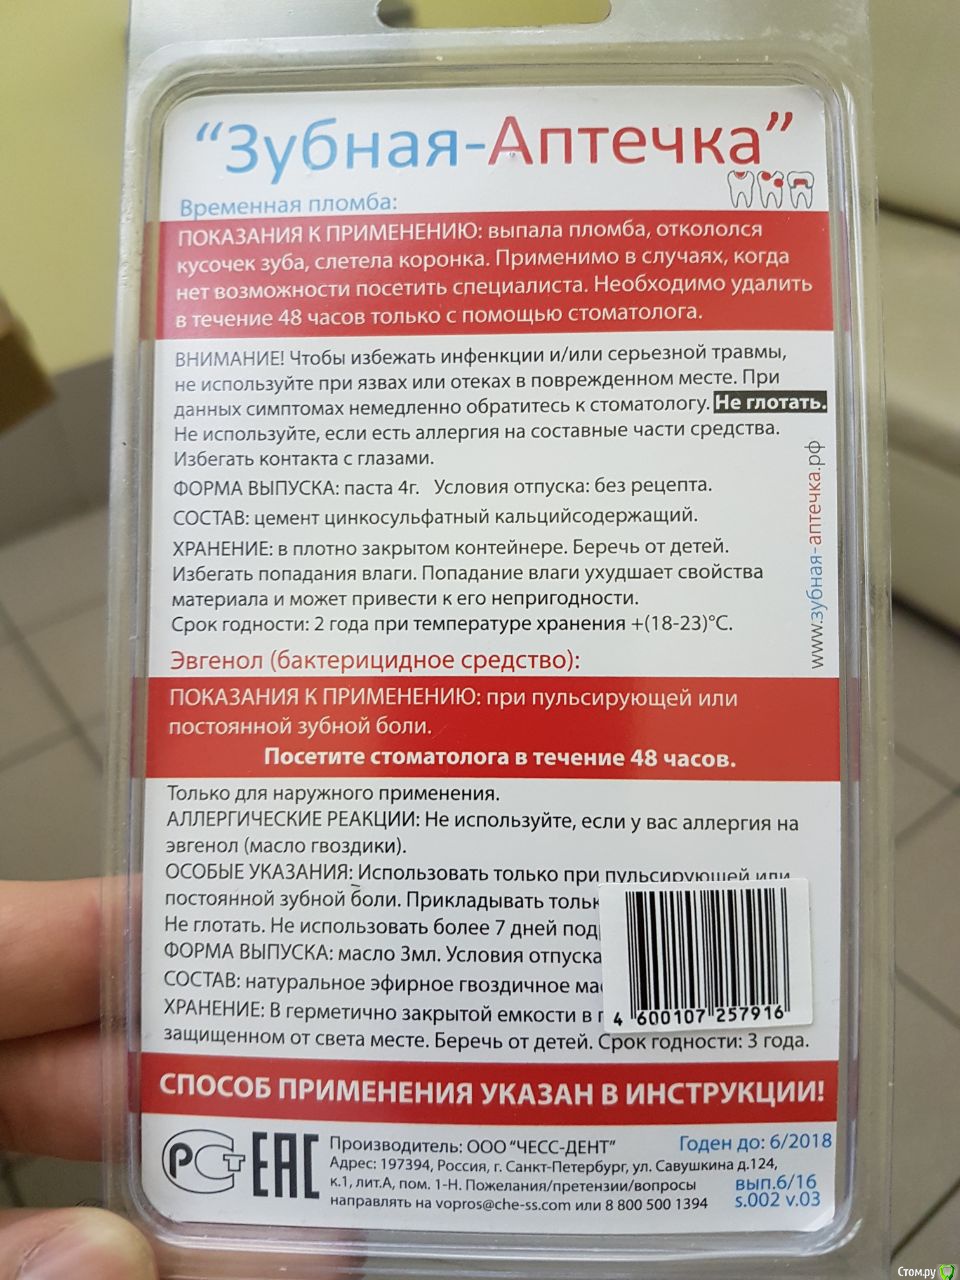 “Зубная-Аптечка”
Временная пломба:
ПОКАЗАНИЯ К ПРИМЕНЕНИЮ: выпала пломба, откололся
кусочек зуба, слетела коронка. Применимо в случаях, когда
нет возможности посетить специалиста. Необходимо удалить
в течение 48 часов только с помощью стоматолога.
ВНИМАНИЕ! Чтобы избежать инфенкции и/или серьезной травмы,
не используйте при язвах или отеках в поврежденном месте. При
данных симптомах немедленно обратитесь к стоматологу. Не глотать.
Не используйте, если есть аллергия на составные части средства.
Избегать контакта с глазами.
ФОРМА ВЫПУСКА: паста 4г. Условия отпуска: без рецепта.
СОСТАВ: цемент цинкосульфатный кальцийсодержащий.
ХРАНЕНИЕ: в плотно закрытом контейнере. Беречь от детей.
Избегать попадания влаги. Попадание влаги ухудшает свойства
материала и может привести к его непригодности.
Срок годности: 2 года при температуре хранения +(18-23)°С.
www.зубная-аптечка.рф
Эвгенол (бактерицидное средство):
ПОКАЗАНИЯ К ПРИМЕНЕНИЮ: при пульсирующей или
постоянной зубной боли.
Посетите стоматолога в течение 48 часов.
Только для наружного применения.
АЛЛЕРГИЧЕСКИЕ РЕАКЦИИ: Не используйте, если у вас аллергия на
эвгенол (масло гвоздики).
ОСОБЫЕ УКАЗАНИЯ: Использовать только при пульсирующей или
постоянной зубной боли. Прикладывать
Не глотать. Не использовать более 7 дней
ФОРМА ВЫПУСКА: масло 3мл. Условия отпуска
СОСТАВ: натуральное эфирное гвоздичное
ХРАНЕНИЕ: В герметично закрытой емкости в
защищенном от света месте. Беречь от детей. Срок годности: 3 года.
4 600107 257916
СПОСОБ ПРИМЕНЕНИЯ УКАЗАН В ИНСТРУКЦИИ!
РСТ ЕАС
Производитель: ООО “ЧЕСС-ДЕНТ”
Адрес: 197394, Россия, г. Санкт-Петербург, ул. Савушкина д.124,
к.1, лит.А, пом. 1-Н. Пожелания/претензии/вопросы
направлять на vopros@che-ss.com или 8 800 500 1394
Годен до: 6/2018
вып.6/16
s.002 v.03
Стом.ру